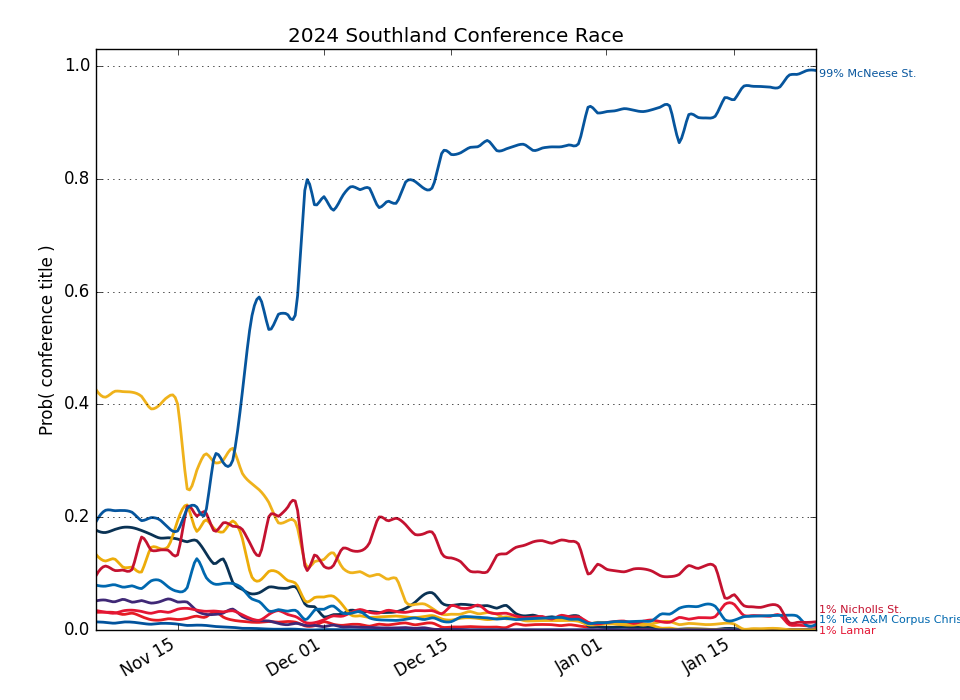 2024 Southland Conference Race
1.0
99% McNeese St.
0.8
0.6
Prob( conference title )
0.4
0.2
1% Nicholls St.
1% Tex A&M Corpus Chris
1% Lamar
0.0
Nov 15
Dec 01
Dec 15
Jan 01
Jan 15